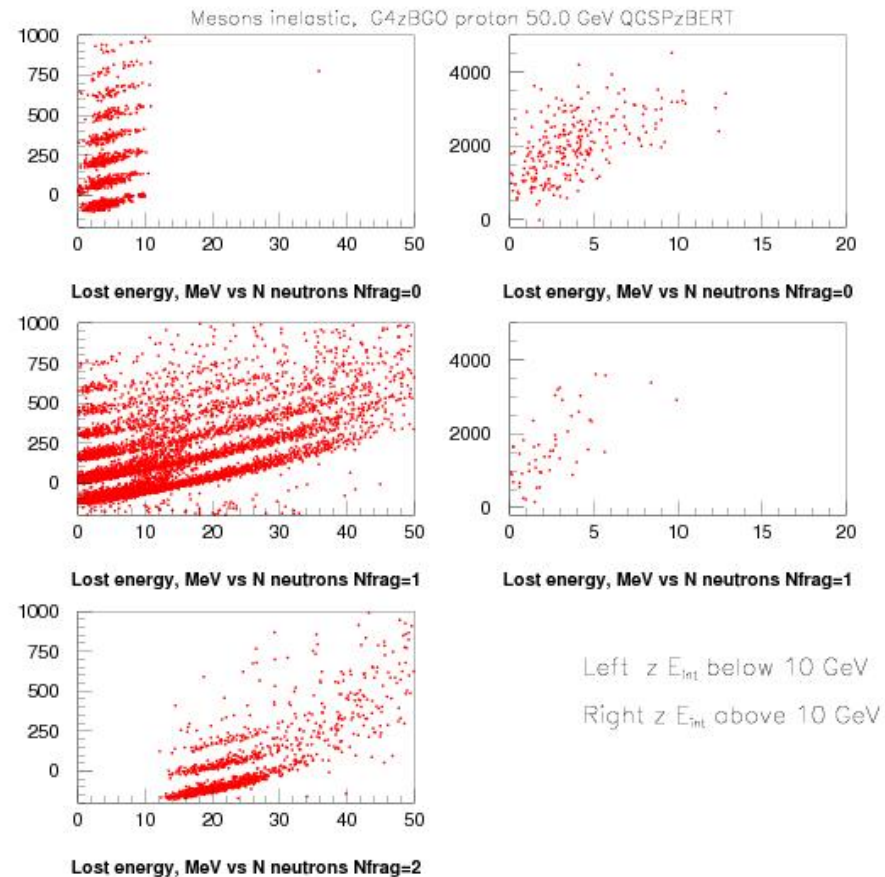 Mesons inelastic, G4zBGO proton 50.0 GeV QGSPzBERT
1000
750
500
250
0
0 10 20 30 40 50
Lost energy, MeV vs N neutrons Nfrag=0
4000
2000
0
0 5 10 15 20
Lost energy, MeV vs N neutrons Nfrag=0
1000
750
500
250
0
0 10 20 30 40 50
Lost energy, MeV vs N neutrons Nfrag=1
4000
2000
0
0 5 10 15 20
Lost energy, MeV vs N neutrons Nfrag=1
1000
750
500
250
0
0 10 20 30 40 50
Lost energy, MeV vs N neutrons Nfrag=2
Left z Eint below 10 GeV
Right z Eint above 10 GeV